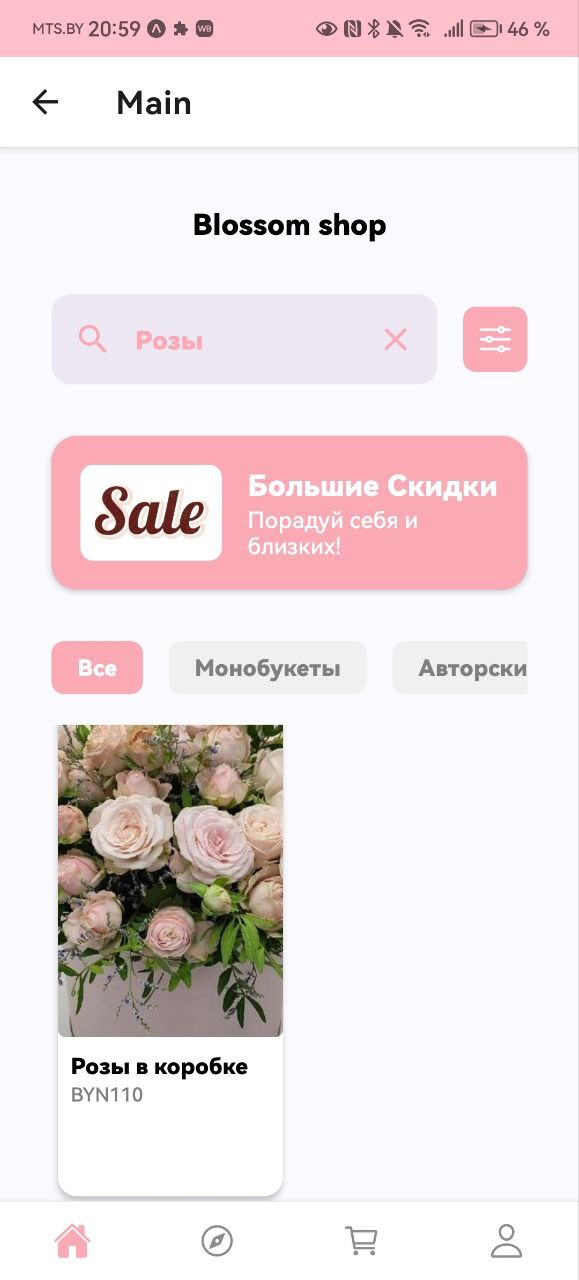 MTS.BY 20:59 WB 46 %
Main
Blossom shop
Розы
Sale
Большие Скидки
Порадуй себя и
близких!
Все Монобукеты Авторски
Розы в коробке
BYN110